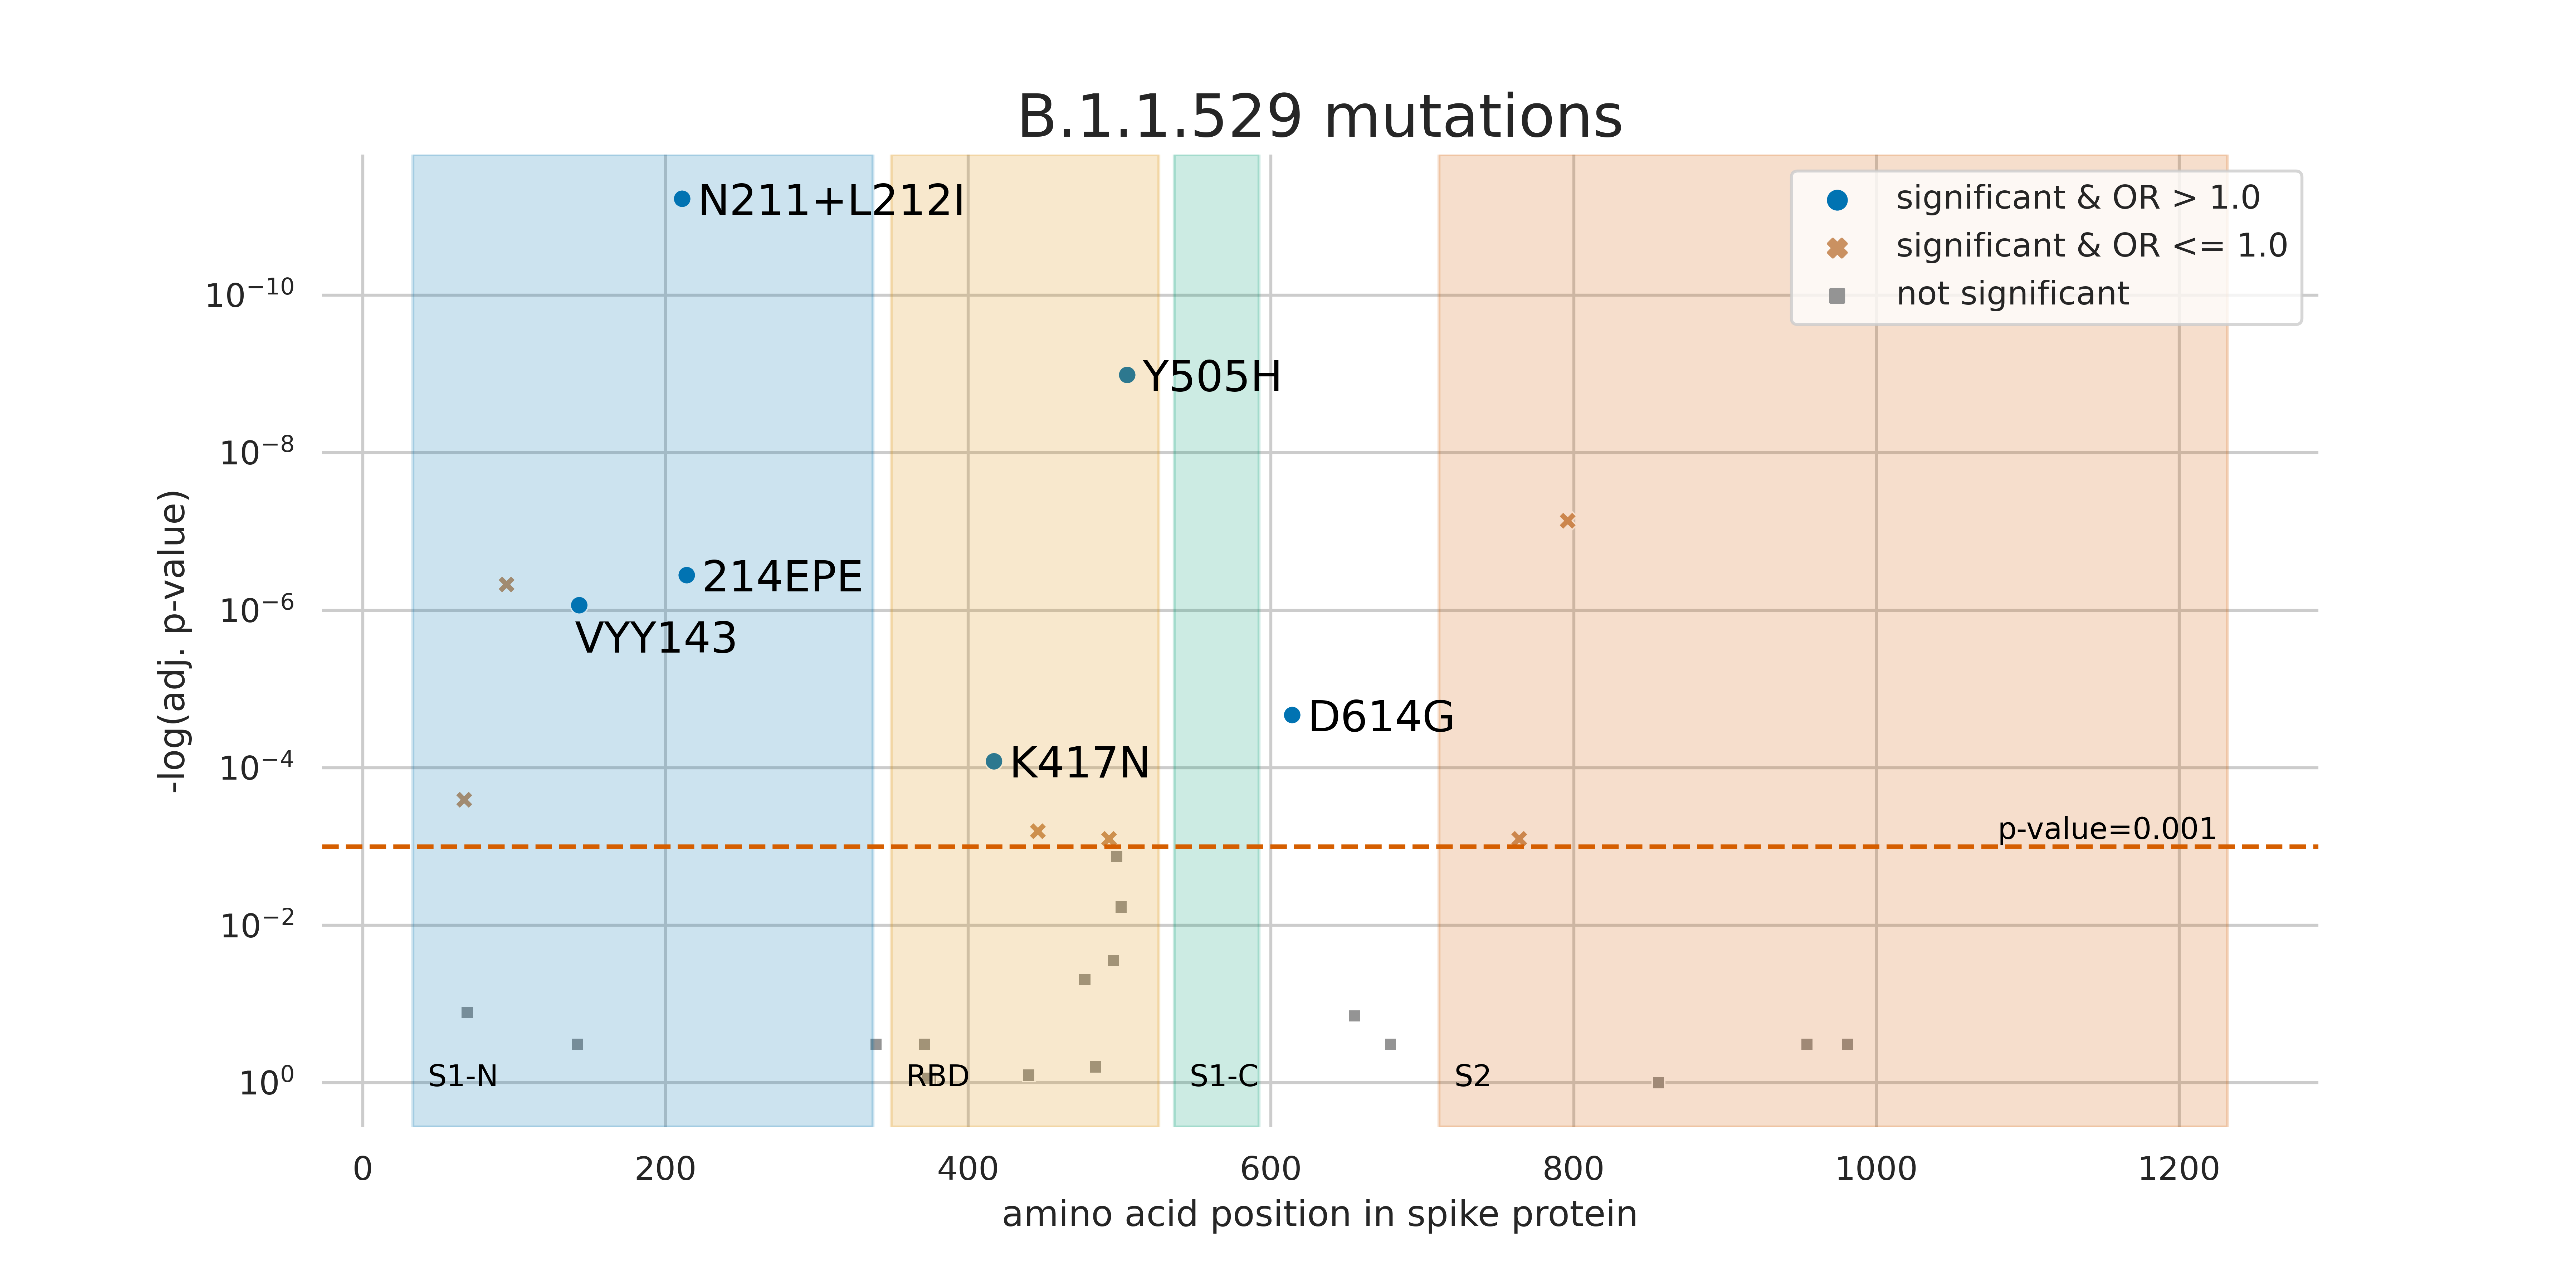 B.1.1.529 mutations
N211+L212I
significant & OR > 1.0
significant & OR <= 1.0
not significant
10⁻¹⁰
Y505H
10⁻⁸
-log(adj. p-value)
214EPE
10⁻⁶
VYY143
D614G
K417N
10⁻⁴
p-value=0.001
10⁻²
S1-N
RBD
S1-C
S2
10⁰
0 200 400 600 800 1000 1200
amino acid position in spike protein